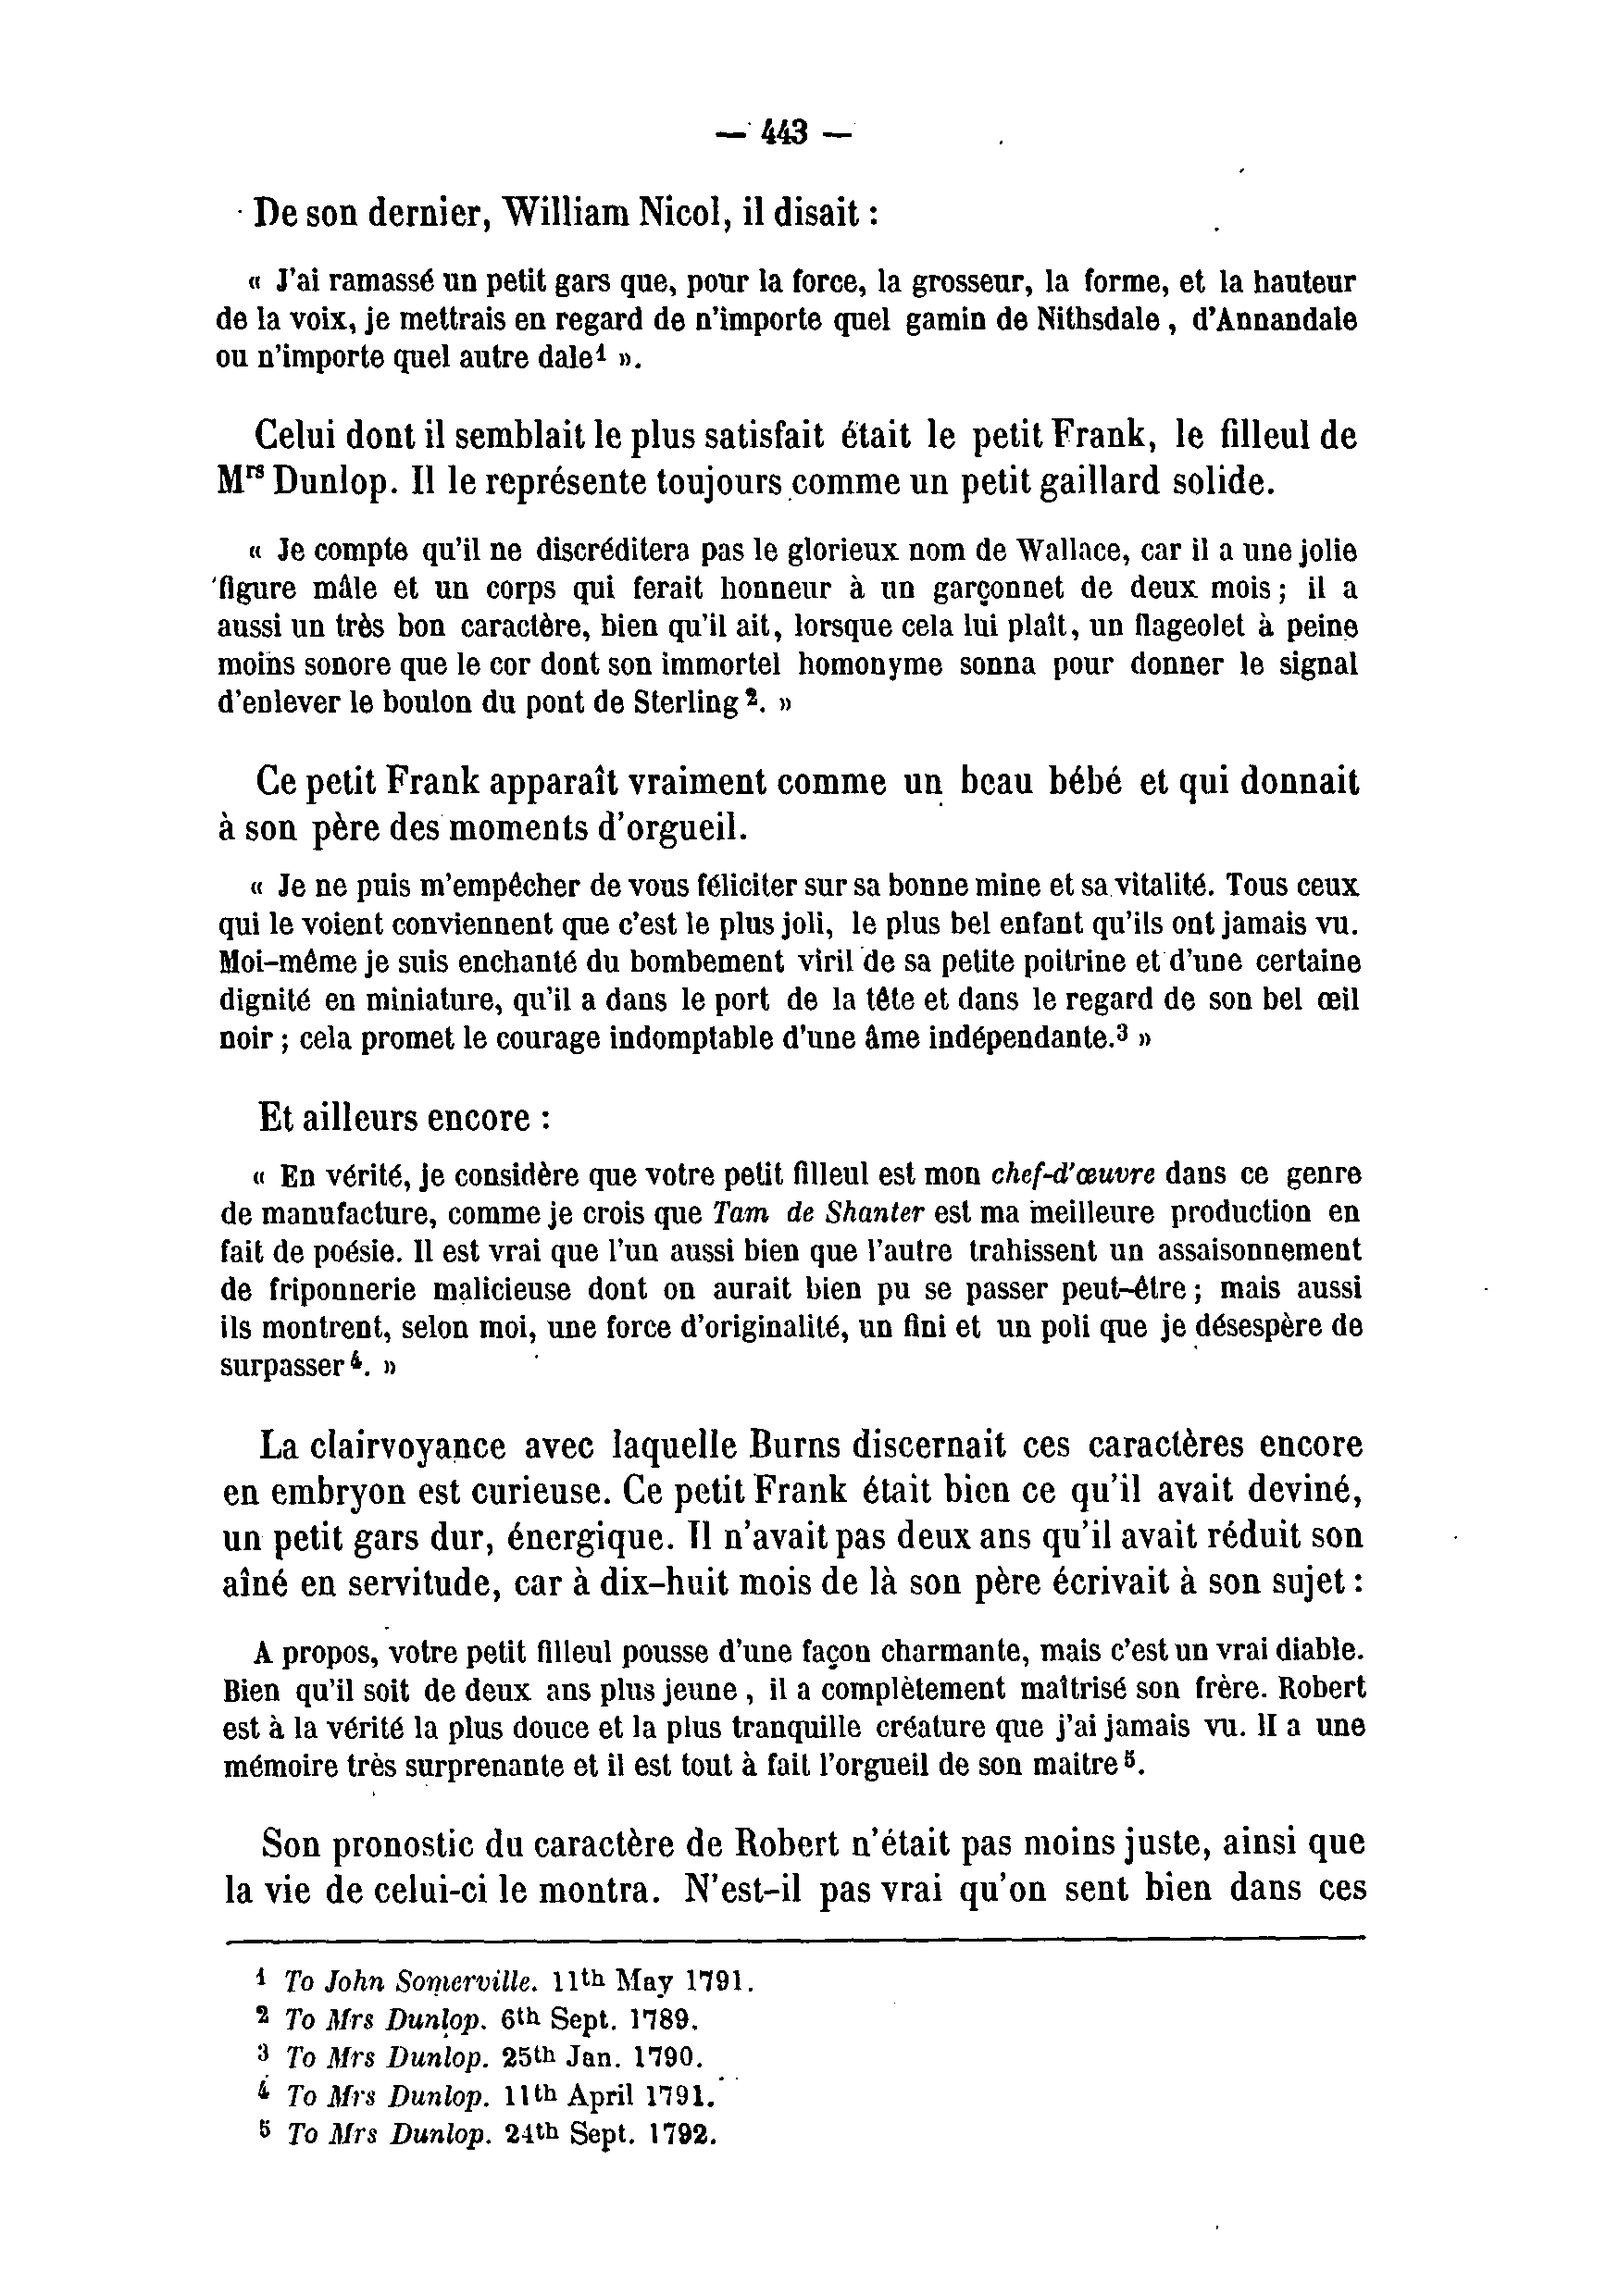 — 443 —
De son dernier, William Nicol, il disait :
« J'ai ramassé un petit gars que, pour la force, la grosseur, la forme, et la hauteur
de la voix, je mettrais en regard de n'importe quel gamin de Nithsdale, d'Annandale
ou n'importe quel autre dale¹ ».
Celui dont il semblait le plus satisfait était le petit Frank, le filleul de
Mʳˢ Dunlop. Il le représente toujours comme un petit gaillard solide.
« Je compte qu'il ne discréditera pas le glorieux nom de Wallace, car il a une jolie
figure mâle et un corps qui ferait honneur à un garçonnet de deux mois ; il a
aussi un très bon caractère, bien qu'il ait, lorsque cela lui plaît, un flageolet à peine
moins sonore que le cor dont son immortel homonyme sonna pour donner le signal
d'enlever le boulon du pont de Sterling². »
Ce petit Frank apparaît vraiment comme un beau bébé et qui donnait
à son père des moments d'orgueil.
« Je ne puis m'empêcher de vous féliciter sur sa bonne mine et sa vitalité. Tous ceux
qui le voient conviennent que c'est le plus joli, le plus bel enfant qu'ils ont jamais vu.
Moi-même je suis enchanté du bombement viril de sa petite poitrine et d'une certaine
dignité en miniature, qu'il a dans le port de la tête et dans le regard de son bel œil
noir ; cela promet le courage indomptable d'une âme indépendante.³ »
Et ailleurs encore :
« En vérité, je considère que votre petit filleul est mon chef-d'œuvre dans ce genre
de manufacture, comme je crois que Tam de Shanter est ma meilleure production en
fait de poésie. Il est vrai que l'un aussi bien que l'autre trahissent un assaisonnement
de friponnerie malicieuse dont on aurait bien pu se passer peut-être ; mais aussi
ils montrent, selon moi, une force d'originalité, un fini et un poli que je désespère de
surpasser⁴. »
La clairvoyance avec laquelle Burns discernait ces caractères encore
en embryon est curieuse. Ce petit Frank était bien ce qu'il avait deviné,
un petit gars dur, énergique. Il n'avait pas deux ans qu'il avait réduit son
aîné en servitude, car à dix-huit mois de là son père écrivait à son sujet :
A propos, votre petit filleul pousse d'une façon charmante, mais c'est un vrai diable.
Bien qu'il soit de deux ans plus jeune, il a complètement maîtrisé son frère. Robert
est à la vérité la plus douce et la plus tranquille créature que j'ai jamais vu. Il a une
mémoire très surprenante et il est tout à fait l'orgueil de son maitre⁵.
Son pronostic du caractère de Robert n'était pas moins juste, ainsi que
la vie de celui-ci le montra. N'est-il pas vrai qu'on sent bien dans ces
¹ To John Somerville. 11th May 1791.
² To Mrs Dunlop. 6th Sept. 1789.
³ To Mrs Dunlop. 25th Jan. 1790.
⁴ To Mrs Dunlop. 11th April 1791.
⁵ To Mrs Dunlop. 24th Sept. 1792.